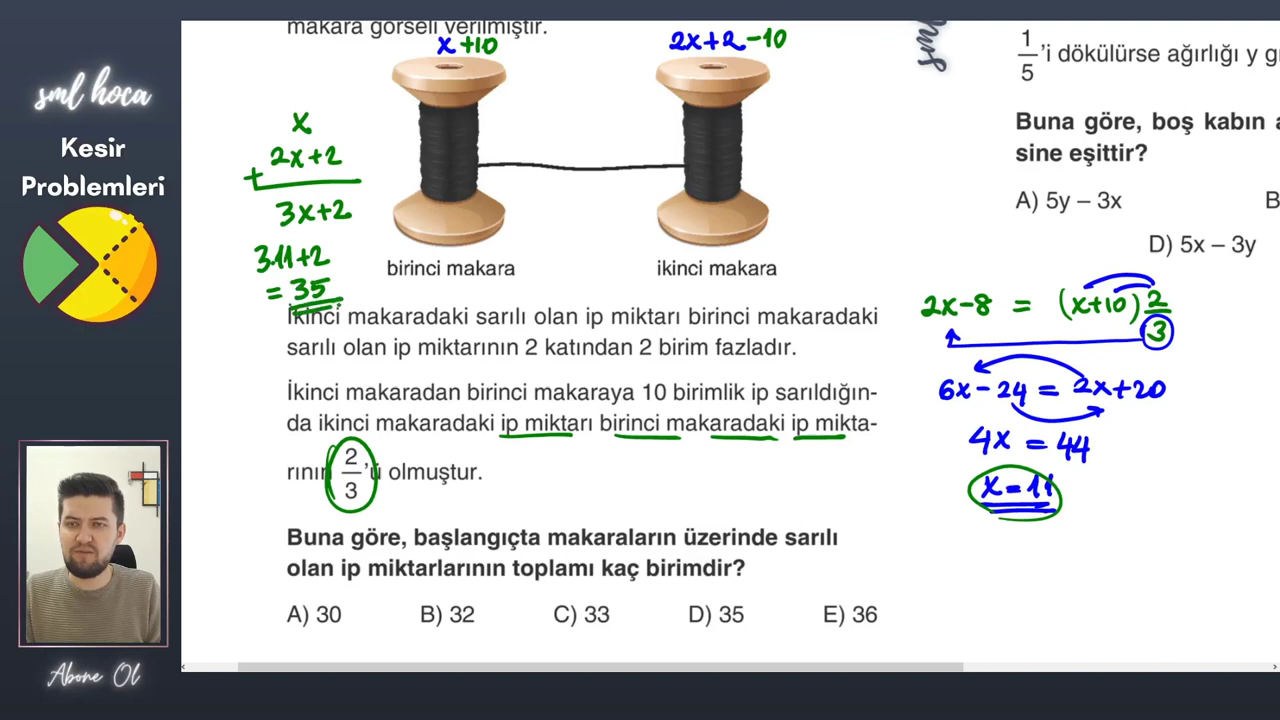 sml hoca
Kesir
Problemleri
Abone Ol
makara görseli verilmiştir.
x+10
2x+2-10
x
2x+2
+
3x+2
3.11+2
= 35
birinci makara
ikinci makara
İkinci makaradaki sarılı olan ip miktarı birinci makaradaki
sarılı olan ip miktarının 2 katından 2 birim fazladır.
İkinci makaradan birinci makaraya 10 birimlik ip sarıldığın-
da ikinci makaradaki ip miktarı birinci makaradaki ip mikta-
rının 2/3'ü olmuştur.
Buna göre, başlangıçta makaraların üzerinde sarılı
olan ip miktarlarının toplamı kaç birimdir?
A) 30 B) 32 C) 33 D) 35 E) 36
sms
1/5'i dökülürse ağırlığı y g
Buna göre, boş kabın a
sine eşittir?
A) 5y – 3x B
D) 5x – 3y
2x-8 = (x+10) 2/3
6x-24 = 2x+20
4x = 44
x = 11